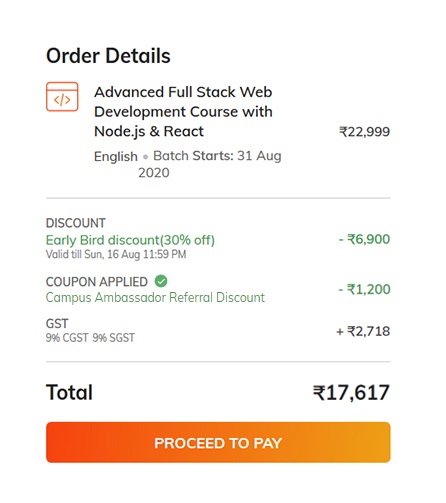 Order Details
</>
Advanced Full Stack Web
Development Course with
Node.js & React
₹22,999
English • Batch Starts: 31 Aug
2020
DISCOUNT
Early Bird discount(30% off)
- ₹6,900
Valid till Sun, 16 Aug 11:59 PM
COUPON APPLIED
- ₹1,200
Campus Ambassador Referral Discount
GST
+ ₹2,718
9% CGST 9% SGST
Total
₹17,617
PROCEED TO PAY